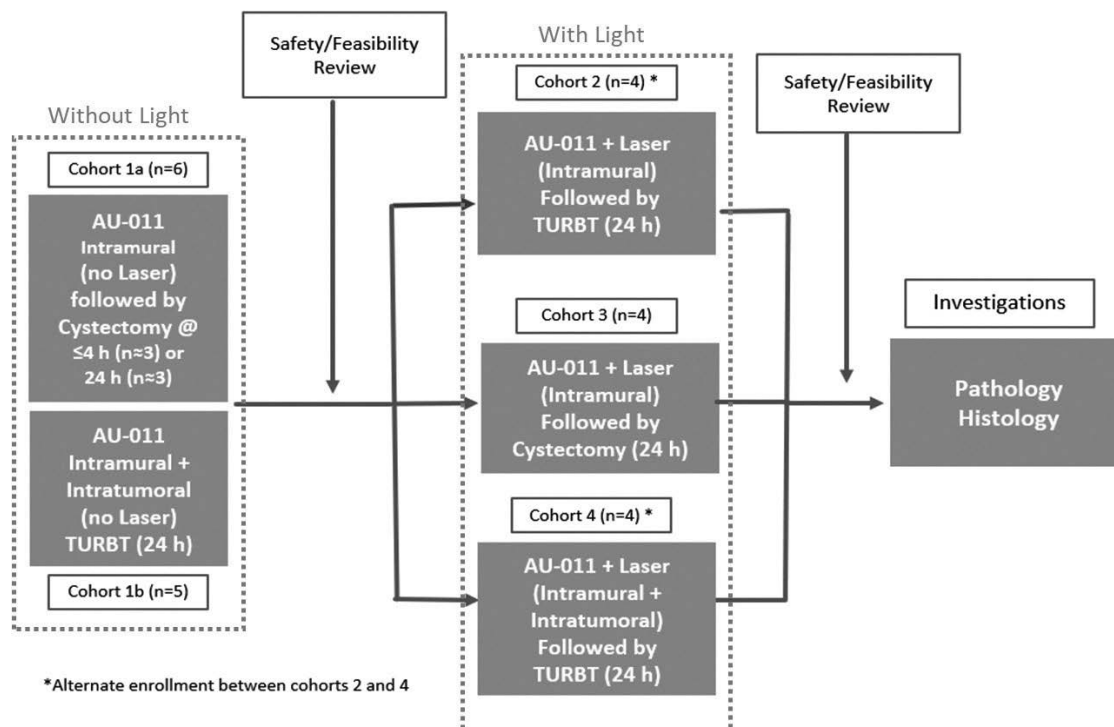 Without Light
Cohort 1a (n=6)
AU-011
Intramural
(no Laser)
followed by
Cystectomy @
≤4 h (n≈3) or
24 h (n≈3)
AU-011
Intramural +
Intratumoral
(no Laser)
TURBT (24 h)
Cohort 1b (n=5)
Safety/Feasibility
Review
With Light
Cohort 2 (n=4) *
AU-011 + Laser
(Intramural)
Followed by
TURBT (24 h)
Cohort 3 (n=4)
AU-011 + Laser
(Intramural)
Followed by
Cystectomy (24 h)
Cohort 4 (n=4) *
AU-011 + Laser
(Intramural +
Intratumoral)
Followed by
TURBT (24 h)
Safety/Feasibility
Review
Investigations
Pathology
Histology
*Alternate enrollment between cohorts 2 and 4